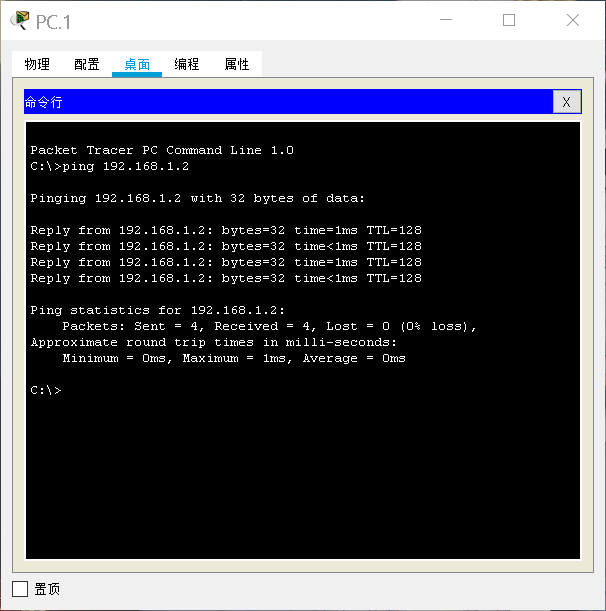 PC.1
物理 配置 桌面 编程 属性
命令行 X
Packet Tracer PC Command Line 1.0
C:\>ping 192.168.1.2
Pinging 192.168.1.2 with 32 bytes of data:
Reply from 192.168.1.2: bytes=32 time=1ms TTL=128
Reply from 192.168.1.2: bytes=32 time<1ms TTL=128
Reply from 192.168.1.2: bytes=32 time=1ms TTL=128
Reply from 192.168.1.2: bytes=32 time<1ms TTL=128
Ping statistics for 192.168.1.2:
Packets: Sent = 4, Received = 4, Lost = 0 (0% loss),
Approximate round trip times in milli-seconds:
Minimum = 0ms, Maximum = 1ms, Average = 0ms
C:\>
置顶